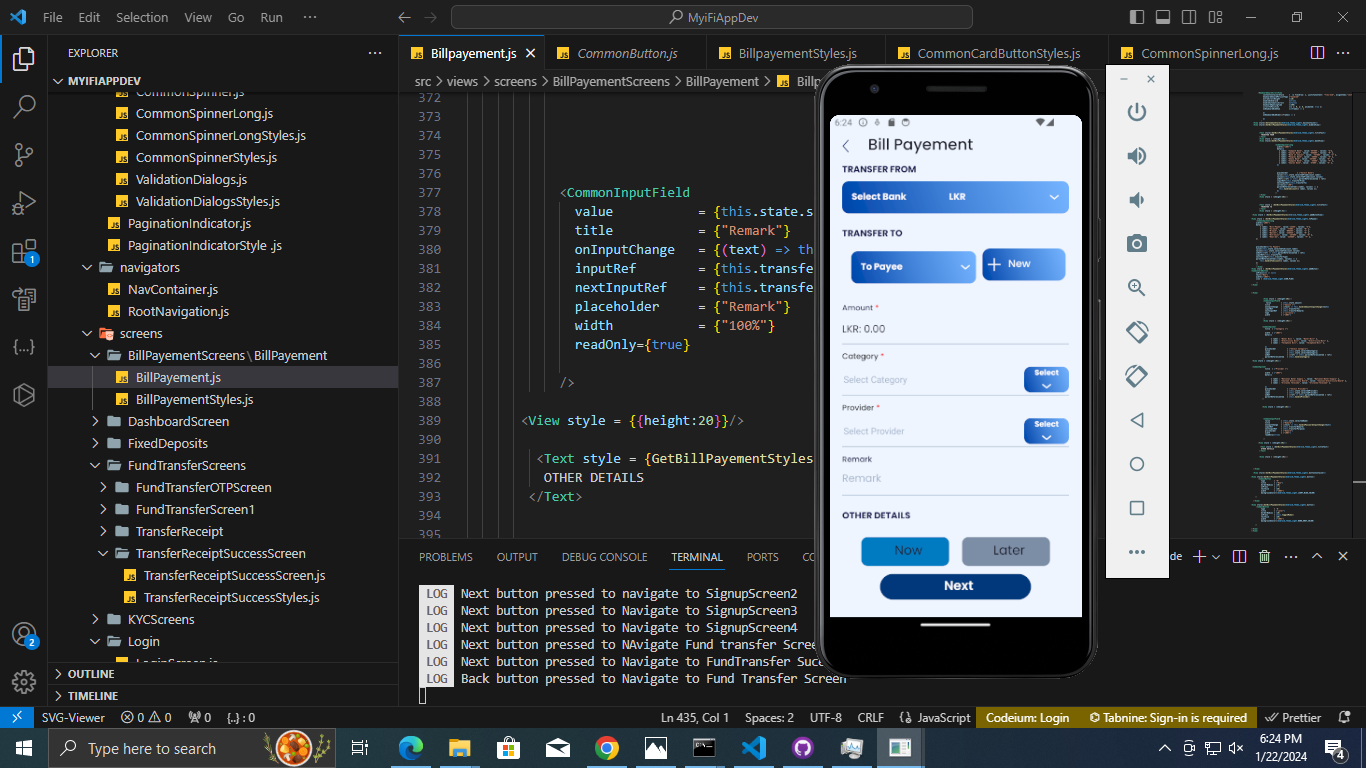 File Edit Selection View Go Run ···
MyiFiAppDev
EXPLORER
MYIFIAPPDEV
CommonSpinner.js
CommonSpinnerLong.js
CommonSpinnerLongStyles.js
CommonSpinnerStyles.js
ValidationDialogs.js
ValidationDialogsStyles.js
PaginationIndicator.js
PaginationIndicatorStyle .js
navigators
NavContainer.js
RootNavigation.js
screens
BillPayementScreens\BillPayement
BillPayement.js
BillPayementStyles.js
DashboardScreen
FixedDeposits
FundTransferScreens
FundTransferOTPScreen
FundTransferScreen1
TransferReceipt
TransferReceiptSuccessScreen
TransferReceiptSuccessScreen.js
TransferReceiptSuccessStyles.js
KYCScreens
Login
LoginScreen.js
OUTLINE
TIMELINE
Billpayement.js
CommonButton.js
BillpayementStyles.js
CommonCardButtonStyles.js
CommonSpinnerLong.js
src > views > screens > BillPayementScreens > BillPayement > Billp
372
373
374
375
376
377 <CommonInputField
378 value = {this.state.s
379 title = {"Remark"}
380 onInputChange = {(text) => th
381 inputRef = {this.transfe
382 nextInputRef = {this.transfe
383 placeholder = {"Remark"}
384 width = {"100%"}
385 readOnly={true}
386
387 />
388
389 <View style = {{height:20}}/>
390
391 <Text style = {GetBillPayementStyles
392 OTHER DETAILS
393 </Text>
394
395
PROBLEMS OUTPUT DEBUG CONSOLE TERMINAL PORTS CO
de
LOG Next button pressed to navigate to SignupScreen2
LOG Next button pressed to Navigate to SignupScreen3
LOG Next button pressed to Navigate to SignupScreen4
LOG Next button pressed to NAvigate Fund transfer Scree
LOG Next button pressed to Navigate to FundTransfer Suce
LOG Back button pressed to Navigate to Fund Transfer Screen
6:24
Bill Payement
TRANSFER FROM
Select Bank LKR
TRANSFER TO
To Payee
New
Amount *
LKR: 0.00
Category *
Select Category
Select
Provider *
Select Provider
Select
Remark
Remark
OTHER DETAILS
Now
Later
Next
SVG-Viewer 0 0 0 {..} : 0
Ln 435, Col 1 Spaces: 2 UTF-8 CRLF JavaScript Codeium: Login Tabnine: Sign-in is required Prettier
Type here to search
6:24 PM
1/22/2024
1
2
4